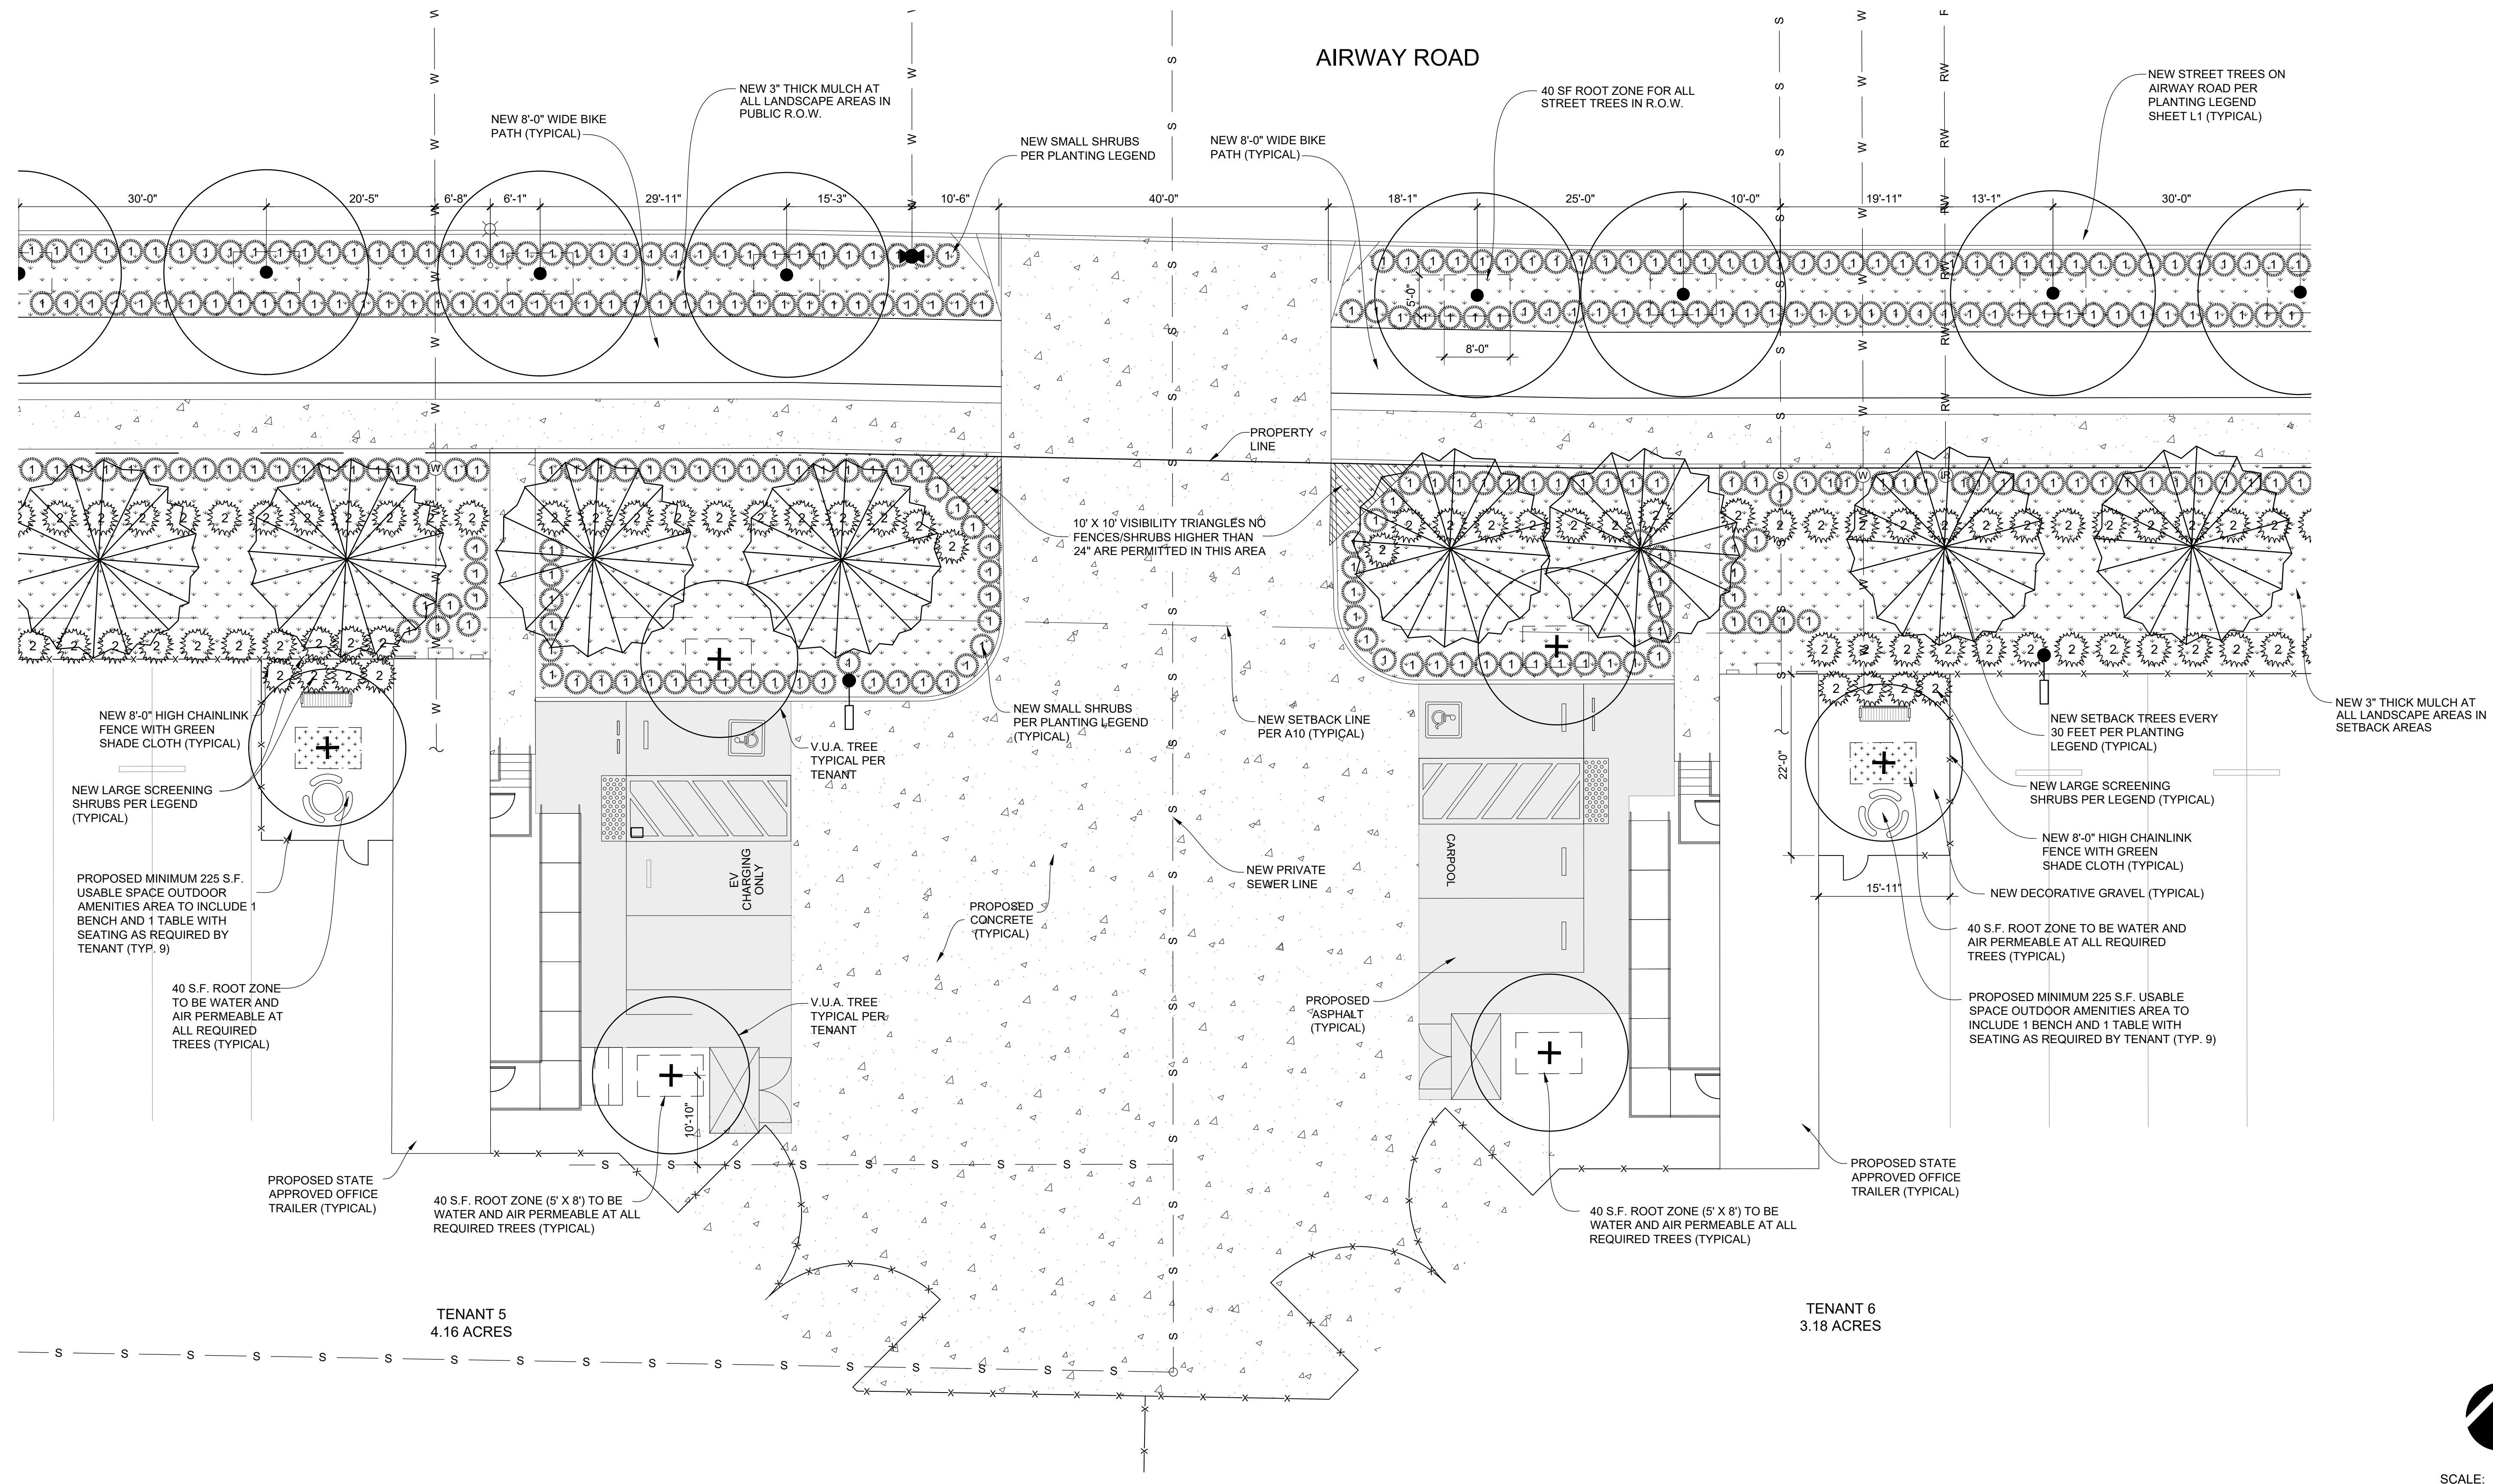 AIRWAY ROAD
NEW STREET TREES ON
AIRWAY ROAD PER
PLANTING LEGEND
SHEET L1 (TYPICAL)
NEW 3" THICK MULCH AT
ALL LANDSCAPE AREAS IN
PUBLIC R.O.W.
40 SF ROOT ZONE FOR ALL
STREET TREES IN R.O.W.
NEW 8'-0" WIDE BIKE
PATH (TYPICAL)
NEW SMALL SHRUBS
PER PLANTING LEGEND
NEW 8'-0" WIDE BIKE
PATH (TYPICAL)
30'-0" 20'-5" 6'-8" 6'-1" 29'-11" 15'-3" 10'-6" 40'-0" 18'-1" 25'-0" 10'-0" 19'-11" 13'-1" 30'-0"
5'-0"
8'-0"
PROPERTY
LINE
10' X 10' VISIBILITY TRIANGLES NO
FENCES/SHRUBS HIGHER THAN
24" ARE PERMITTED IN THIS AREA
NEW 8'-0" HIGH CHAINLINK
FENCE WITH GREEN
SHADE CLOTH (TYPICAL)
NEW SMALL SHRUBS
PER PLANTING LEGEND
(TYPICAL)
NEW SETBACK LINE
PER A10 (TYPICAL)
NEW SETBACK TREES EVERY
30 FEET PER PLANTING
LEGEND (TYPICAL)
NEW 3" THICK MULCH AT
ALL LANDSCAPE AREAS IN
SETBACK AREAS
V.U.A. TREE
TYPICAL PER
TENANT
22'-0"
NEW LARGE SCREENING
SHRUBS PER LEGEND
(TYPICAL)
NEW LARGE SCREENING
SHRUBS PER LEGEND (TYPICAL)
NEW 8'-0" HIGH CHAINLINK
FENCE WITH GREEN
SHADE CLOTH (TYPICAL)
EV
CHARGING
ONLY
CARPOOL
NEW PRIVATE
SEWER LINE
15'-11"
NEW DECORATIVE GRAVEL (TYPICAL)
PROPOSED MINIMUM 225 S.F.
USABLE SPACE OUTDOOR
AMENITIES AREA TO INCLUDE 1
BENCH AND 1 TABLE WITH
SEATING AS REQUIRED BY
TENANT (TYP. 9)
PROPOSED
CONCRETE
(TYPICAL)
40 S.F. ROOT ZONE TO BE WATER AND
AIR PERMEABLE AT ALL REQUIRED
TREES (TYPICAL)
40 S.F. ROOT ZONE
TO BE WATER AND
AIR PERMEABLE AT
ALL REQUIRED
TREES (TYPICAL)
V.U.A. TREE
TYPICAL PER
TENANT
PROPOSED
ASPHALT
(TYPICAL)
PROPOSED MINIMUM 225 S.F. USABLE
SPACE OUTDOOR AMENITIES AREA TO
INCLUDE 1 BENCH AND 1 TABLE WITH
SEATING AS REQUIRED BY TENANT (TYP. 9)
10'-10"
PROPOSED STATE
APPROVED OFFICE
TRAILER (TYPICAL)
40 S.F. ROOT ZONE (5' X 8') TO BE
WATER AND AIR PERMEABLE AT ALL
REQUIRED TREES (TYPICAL)
PROPOSED STATE
APPROVED OFFICE
TRAILER (TYPICAL)
40 S.F. ROOT ZONE (5' X 8') TO BE
WATER AND AIR PERMEABLE AT ALL
REQUIRED TREES (TYPICAL)
TENANT 5
4.16 ACRES
TENANT 6
3.18 ACRES
SCALE: